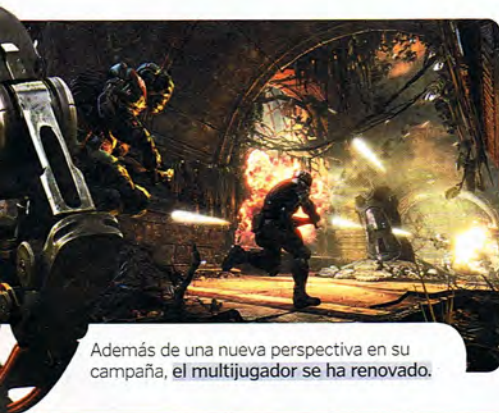 Además de una nueva perspectiva en su
campaña, el multijugador se ha renovado.